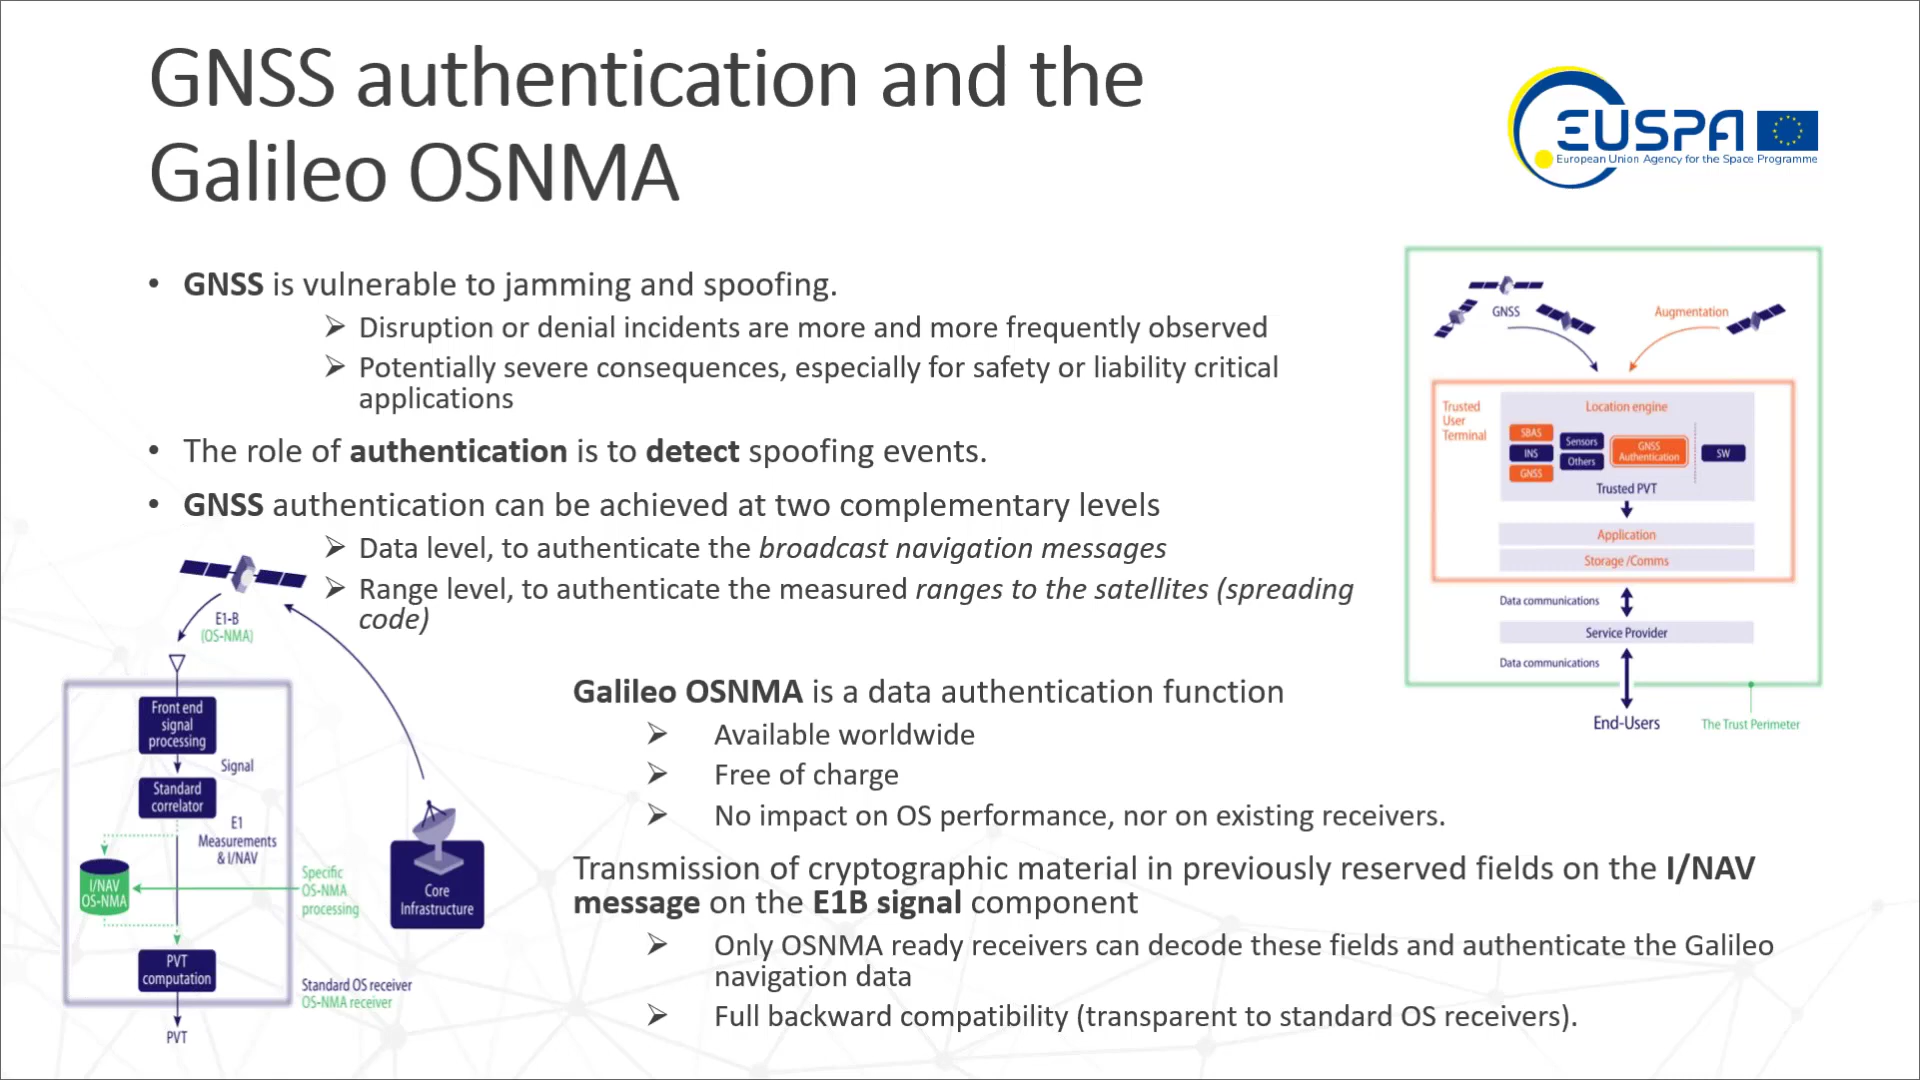 GNSS authentication and the
Galileo OSNMA
EUSPA
European Union Agency for the Space Programme
• GNSS is vulnerable to jamming and spoofing.
➢ Disruption or denial incidents are more and more frequently observed
➢ Potentially severe consequences, especially for safety or liability critical
applications
• The role of authentication is to detect spoofing events.
• GNSS authentication can be achieved at two complementary levels
➢ Data level, to authenticate the broadcast navigation messages
➢ Range level, to authenticate the measured ranges to the satellites (spreading
code)
GNSS
Augmentation
Trusted
User
Terminal
Location engine
SBAS
INS
GNSS
Sensors
Others
GNSS
Authentication
SW
Trusted PVT
Application
Storage /Comms
Data communications
Service Provider
Data communications
End-Users
The Trust Perimeter
E1-B
(OS-NMA)
Front end
signal
processing
Signal
Standard
correlator
E1
Measurements
& I/NAV
I/NAV
OS-NMA
Specific
OS-NMA
processing
Core
Infrastructure
PVT
computation
Standard OS receiver
OS-NMA receiver
PVT
Galileo OSNMA is a data authentication function
➢ Available worldwide
➢ Free of charge
➢ No impact on OS performance, nor on existing receivers.
Transmission of cryptographic material in previously reserved fields on the I/NAV
message on the E1B signal component
➢ Only OSNMA ready receivers can decode these fields and authenticate the Galileo
navigation data
➢ Full backward compatibility (transparent to standard OS receivers).